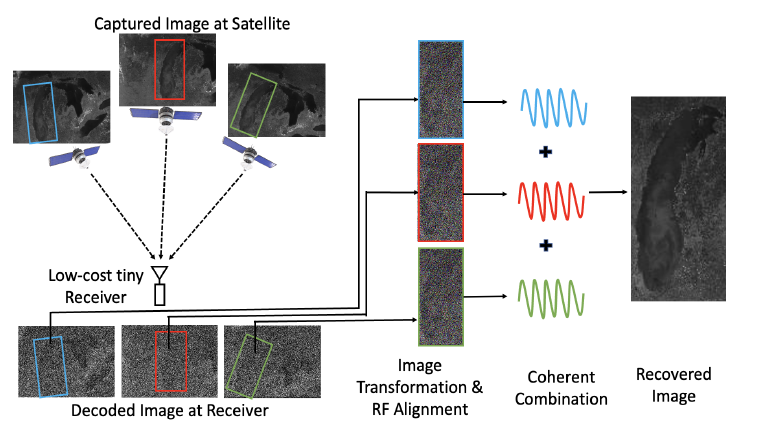 Captured Image at Satellite
Low-cost tiny
Receiver
Decoded Image at Receiver
Image
Transformation &
RF Alignment
Coherent
Combination
Recovered
Image